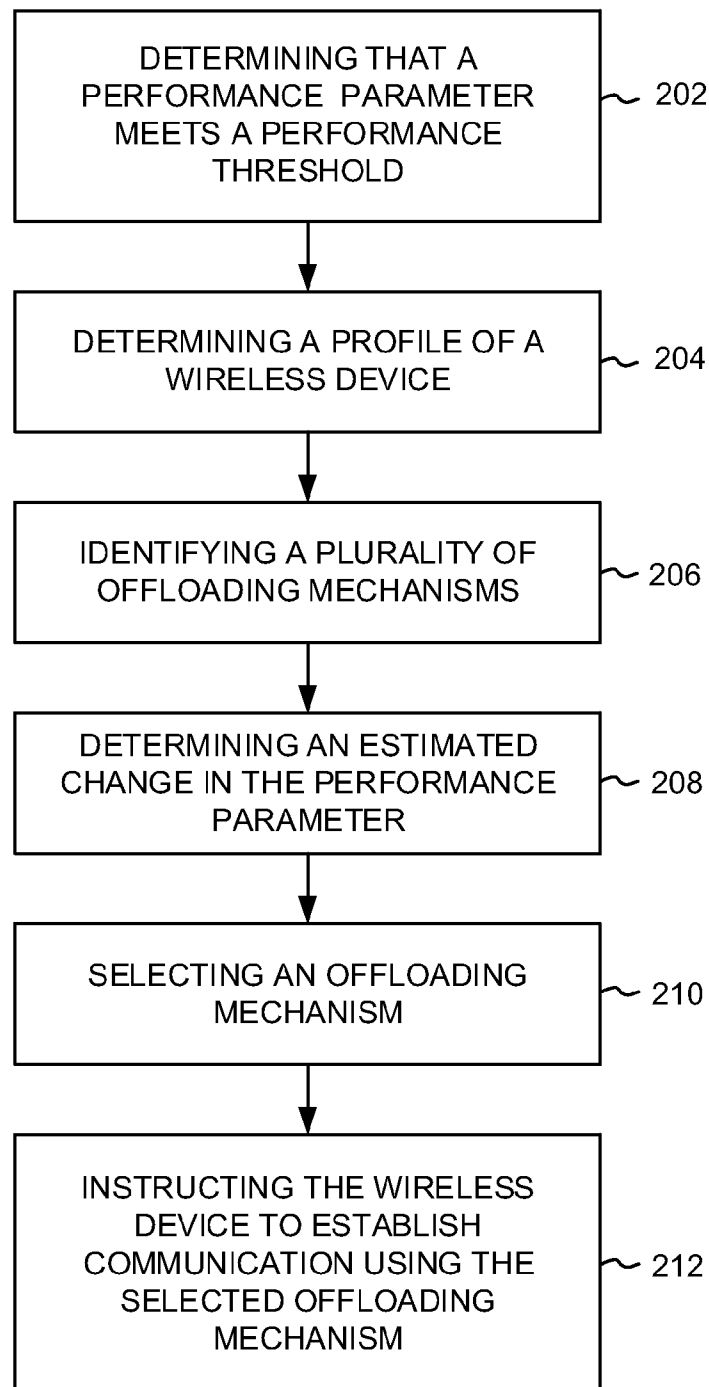 DETERMINING THAT A
PERFORMANCE PARAMETER
MEETS A PERFORMANCE
THRESHOLD
202
DETERMINING A PROFILE OF A
WIRELESS DEVICE
204
IDENTIFYING A PLURALITY OF
OFFLOADING MECHANISMS
206
DETERMINING AN ESTIMATED
CHANGE IN THE PERFORMANCE
PARAMETER
208
SELECTING AN OFFLOADING
MECHANISM
210
INSTRUCTING THE WIRELESS
DEVICE TO ESTABLISH
COMMUNICATION USING THE
SELECTED OFFLOADING
MECHANISM
212